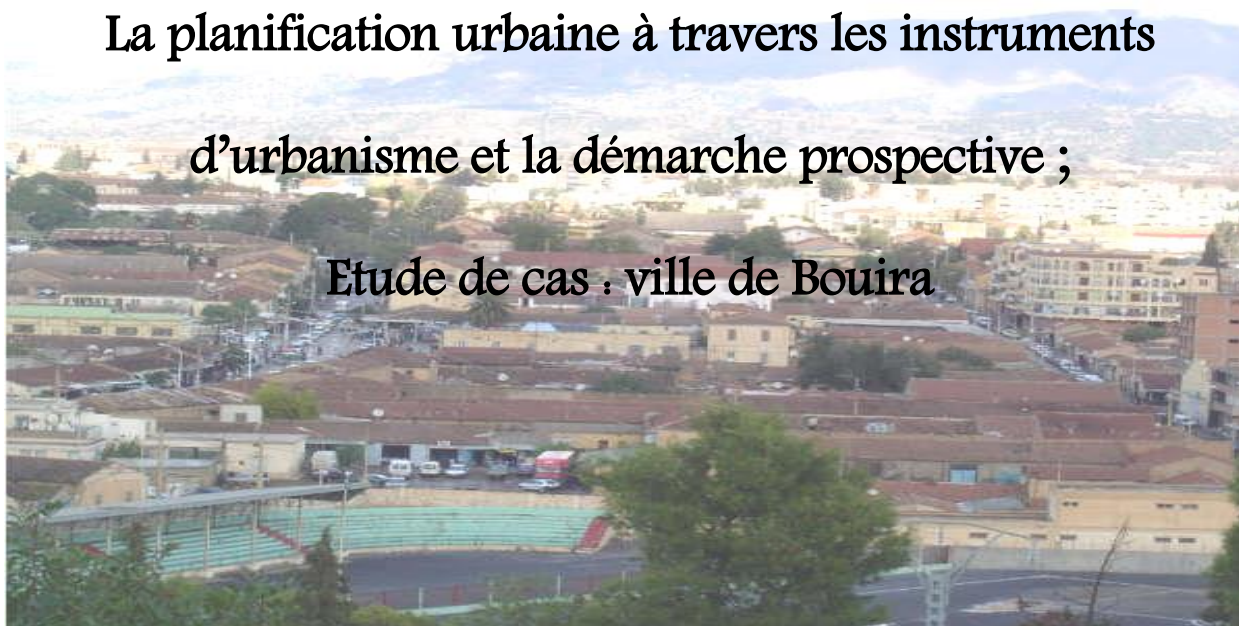 La planification urbaine à travers les instruments
d’urbanisme et la démarche prospective ;
Etude de cas : ville de Bouira